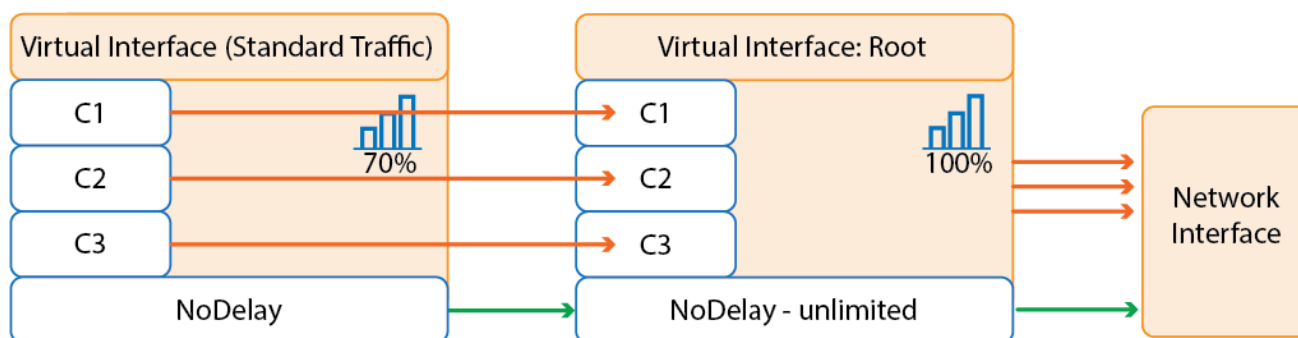 Virtual Interface (Standard Traffic)
C1
C2
C3
70%
NoDelay
Virtual Interface: Root
C1
C2
C3
100%
NoDelay - unlimited
Network
Interface